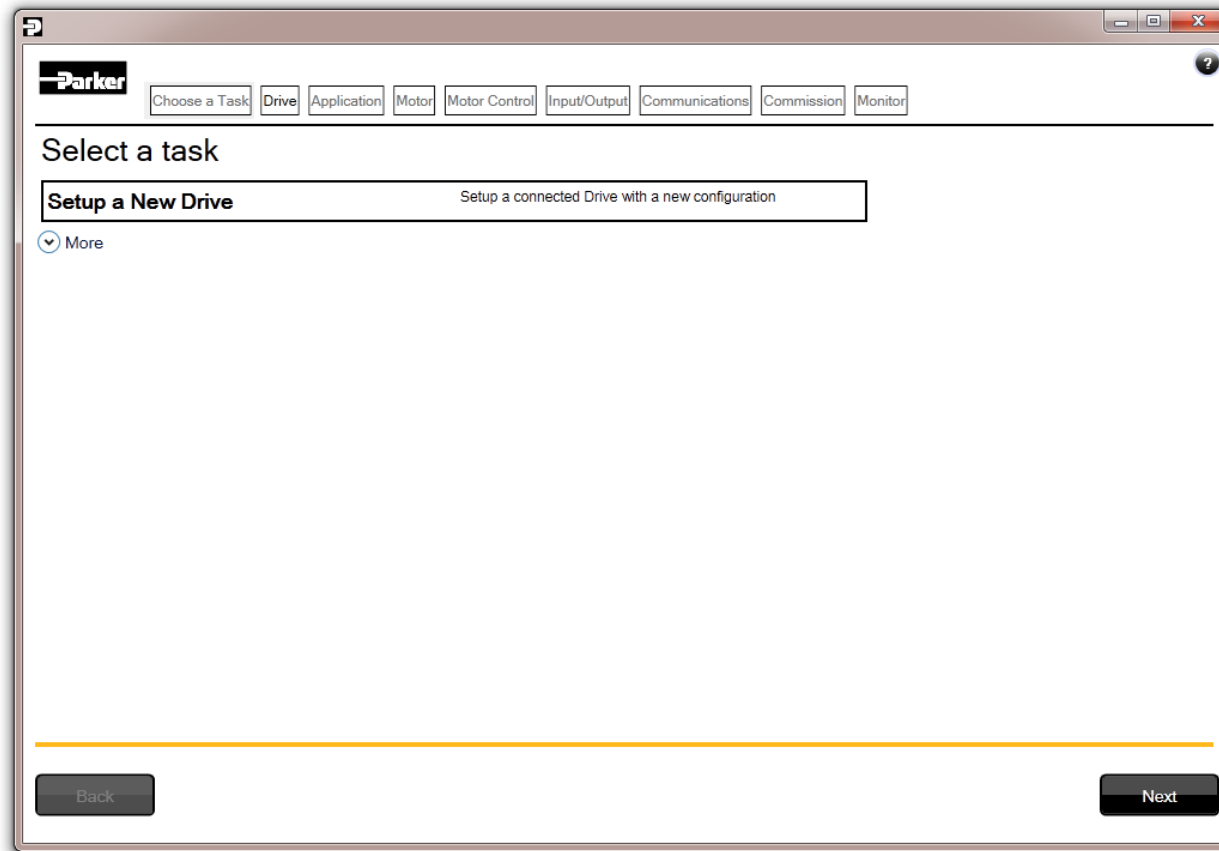 Parker
Choose a Task Drive Application Motor Motor Control Input/Output Communications Commission Monitor
?
Select a task
Setup a New Drive Setup a connected Drive with a new configuration
More
Back Next